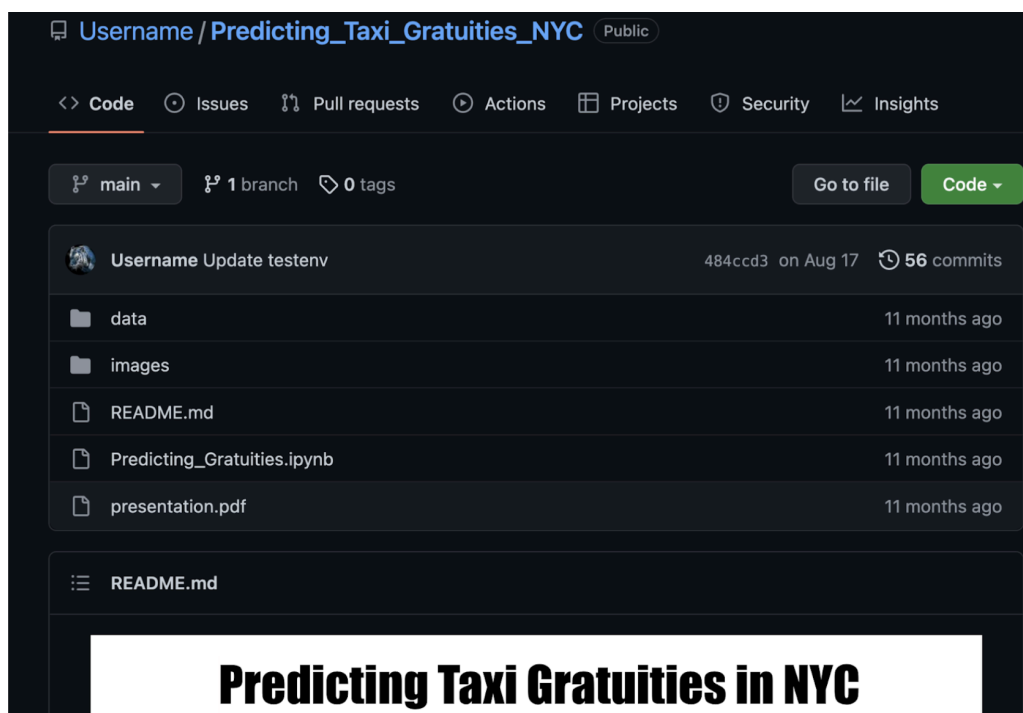 Username / Predicting_Taxi_Gratuities_NYC Public
Code Issues Pull requests Actions Projects Security Insights
main 1 branch 0 tags Go to file Code
Username Update testenv 484ccd3 on Aug 17 56 commits
data 11 months ago
images 11 months ago
README.md 11 months ago
Predicting_Gratuities.ipynb 11 months ago
presentation.pdf 11 months ago
README.md
Predicting Taxi Gratuities in NYC